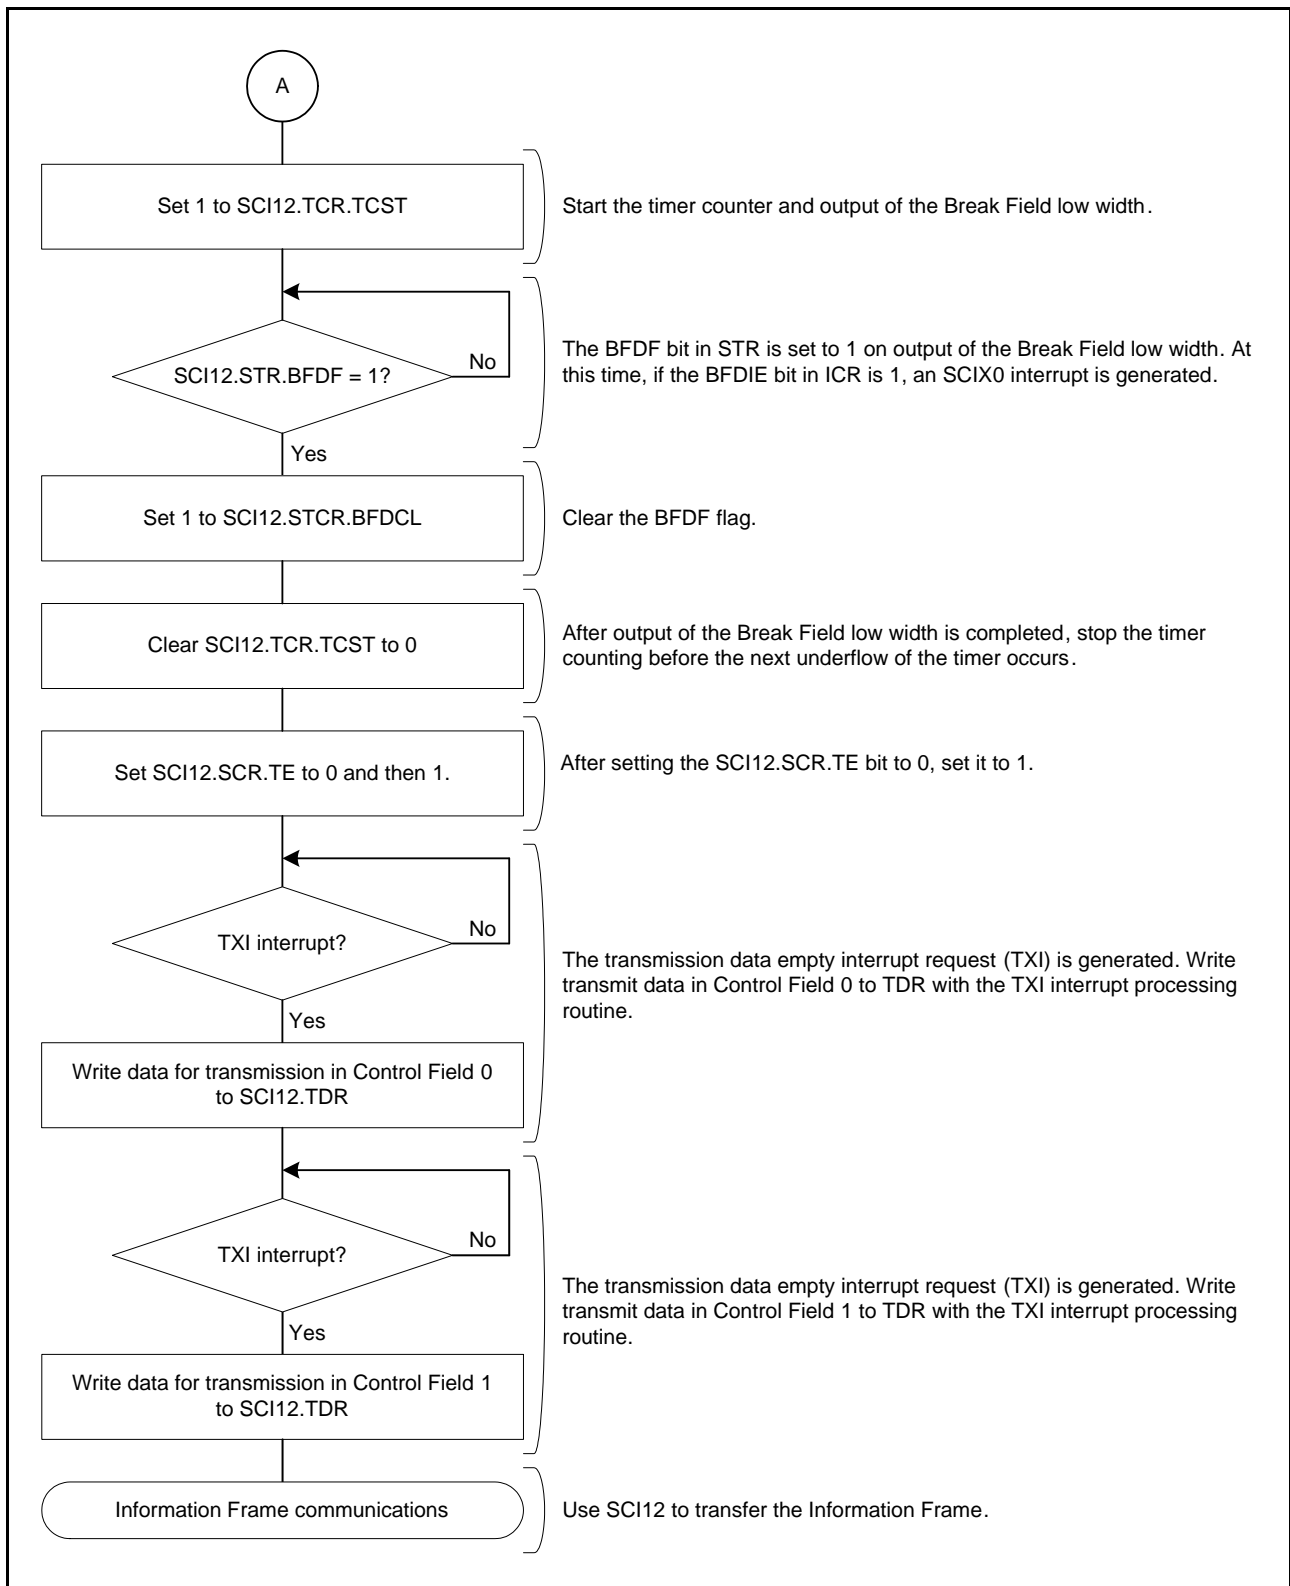 A
Set 1 to SCI12.TCR.TCST
Start the timer counter and output of the Break Field low width.
SCI12.STR.BFDF = 1?
No
The BFDF bit in STR is set to 1 on output of the Break Field low width. At
this time, if the BFDIE bit in ICR is 1, an SCIX0 interrupt is generated.
Yes
Set 1 to SCI12.STCR.BFDCL
Clear the BFDF flag.
Clear SCI12.TCR.TCST to 0
After output of the Break Field low width is completed, stop the timer
counting before the next underflow of the timer occurs.
Set SCI12.SCR.TE to 0 and then 1.
After setting the SCI12.SCR.TE bit to 0, set it to 1.
TXI interrupt?
No
The transmission data empty interrupt request (TXI) is generated. Write
transmit data in Control Field 0 to TDR with the TXI interrupt processing
routine.
Yes
Write data for transmission in Control Field 0
to SCI12.TDR
TXI interrupt?
No
The transmission data empty interrupt request (TXI) is generated. Write
transmit data in Control Field 1 to TDR with the TXI interrupt processing
routine.
Yes
Write data for transmission in Control Field 1
to SCI12.TDR
Information Frame communications
Use SCI12 to transfer the Information Frame.